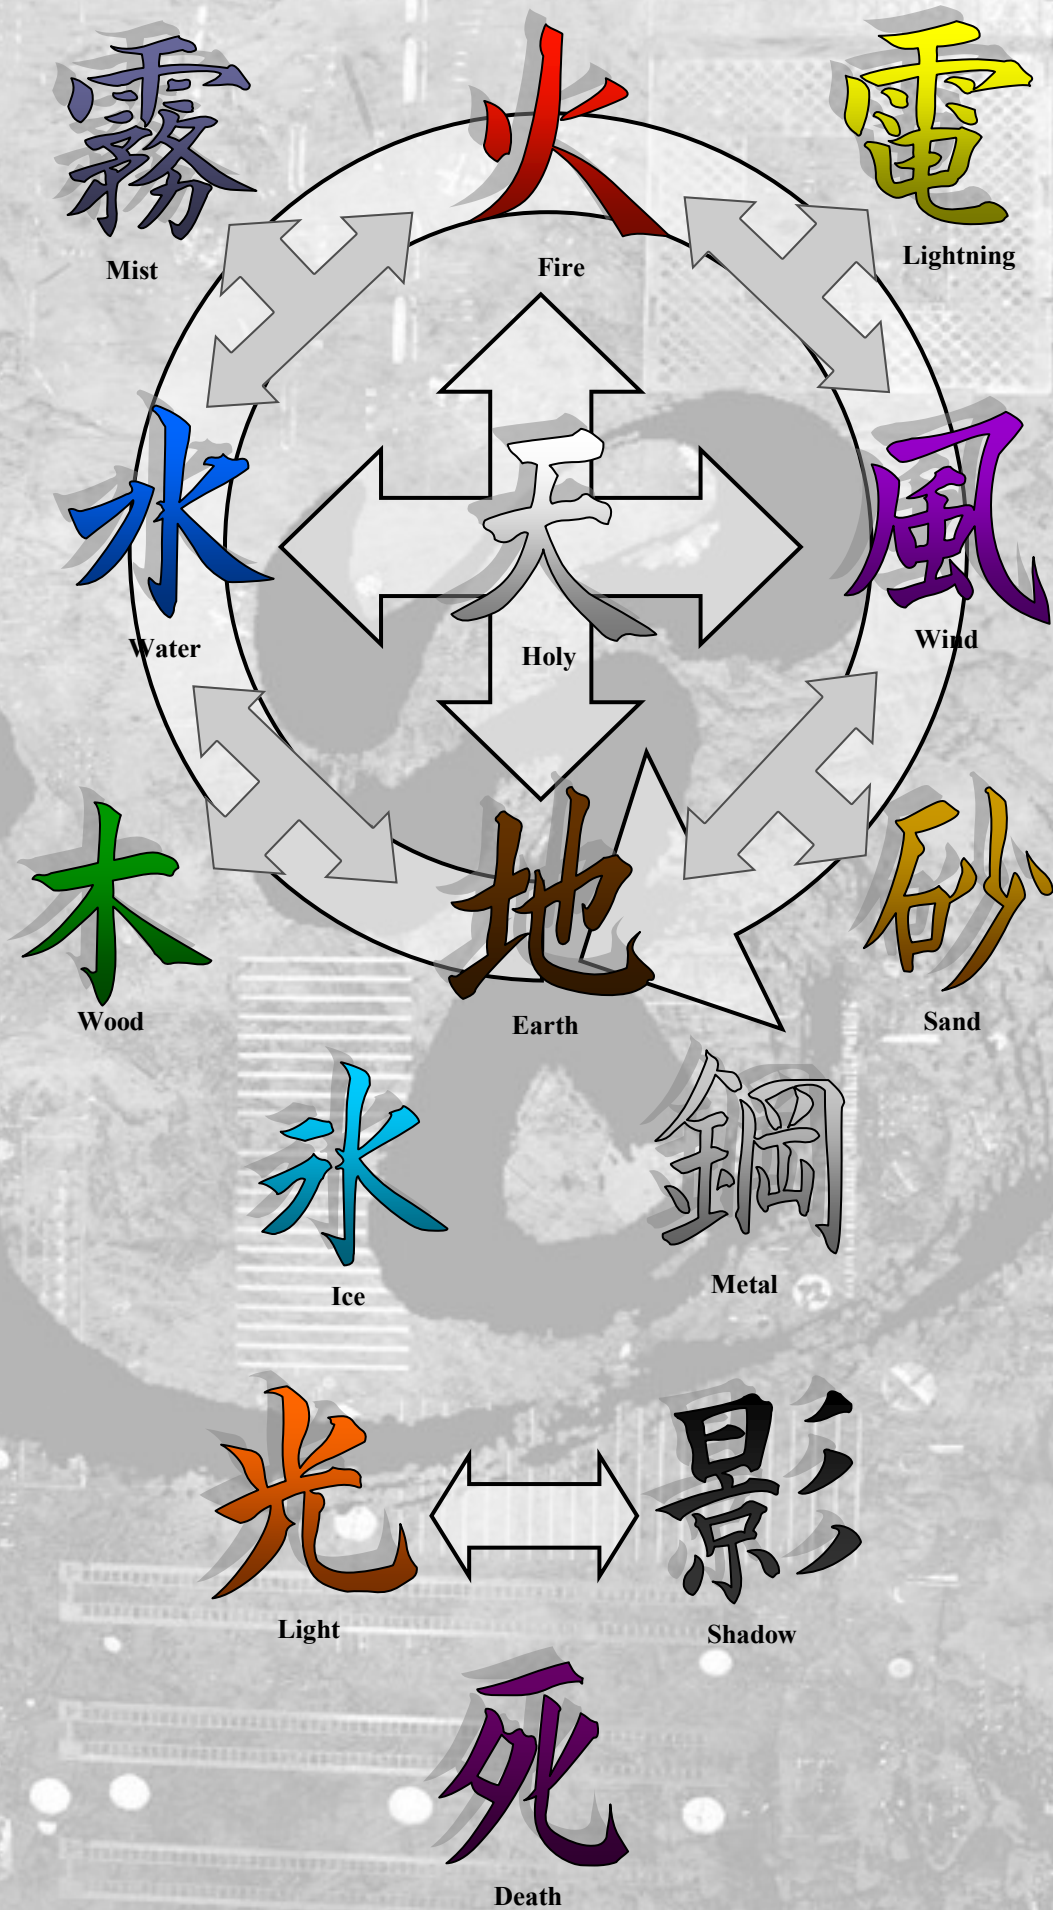 霧
Mist
火
Fire
電
Lightning
水
Water
天
Holy
風
Wind
木
Wood
地
Earth
砂
Sand
氷
Ice
鋼
Metal
光
Light
影
Shadow
死
Death